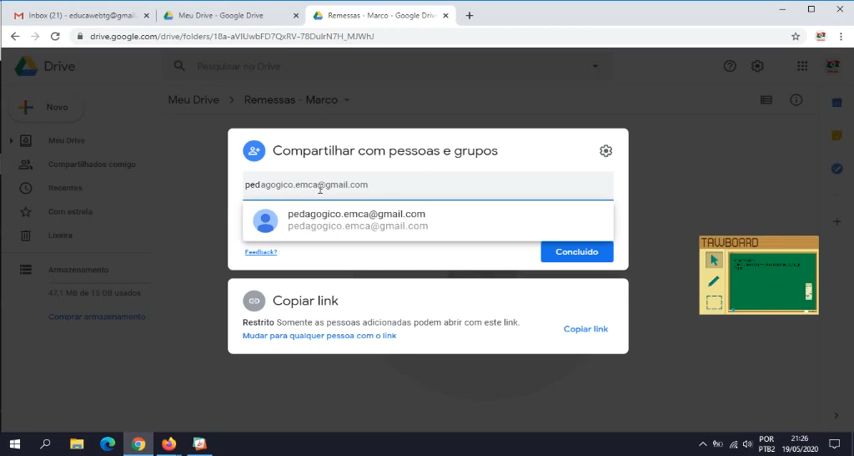 Inbox (21) - educawebtg@gmail.
Meu Drive - Google Drive
Remessas - Marco - Google Drive
drive.google.com/drive/folders/18a-aVlUwbFD7QxRV-78DulrN7H_MJWhJ
Drive
Pesquisar no Drive
Novo
Meu Drive
Remessas - Marco
Meu Drive
Compartilhados comigo
Recentes
Com estrela
Lixeira
Armazenamento
47,1 MB de 15 GB usados
Comprar armazenamento
Compartilhar com pessoas e grupos
pedagogico.emca@gmail.com
pedagogico.emca@gmail.com
pedagogico.emca@gmail.com
Feedback?
Concluído
Copiar link
Restrito Somente as pessoas adicionadas podem abrir com este link.
Mudar para qualquer pessoa com o link
Copiar link
TAWBOARD
POR
PTB2
21:26
19/05/2020